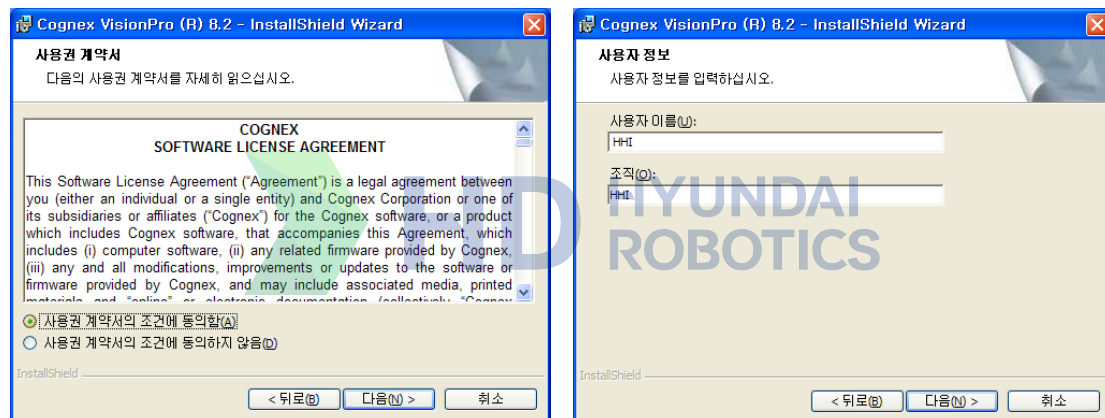 Cognex VisionPro (R) 8.2 - InstallShield Wizard
사용권 계약서
다음의 사용권 계약서를 자세히 읽으십시오.
COGNEX
SOFTWARE LICENSE AGREEMENT
This Software License Agreement ("Agreement") is a legal agreement between
you (either an individual or a single entity) and Cognex Corporation or one of
its subsidiaries or affiliates ("Cognex") for the Cognex software, or a product
which includes Cognex software, that accompanies this Agreement, which
includes (i) computer software, (ii) any related firmware provided by Cognex,
(iii) any and all modifications, improvements or updates to the software or
firmware provided by Cognex, and may include associated media, printed
materials and "online" or electronic documentation (collectively "Cognex
사용권 계약서의 조건에 동의함(A)
사용권 계약서의 조건에 동의하지 않음(D)
InstallShield
< 뒤로(B)
다음(N) >
취소
Cognex VisionPro (R) 8.2 - InstallShield Wizard
사용자 정보
사용자 정보를 입력하십시오.
사용자 이름(U):
HHI
조직(O):
HHI
InstallShield
< 뒤로(B)
다음(N) >
취소
HD HYUNDAI
ROBOTICS